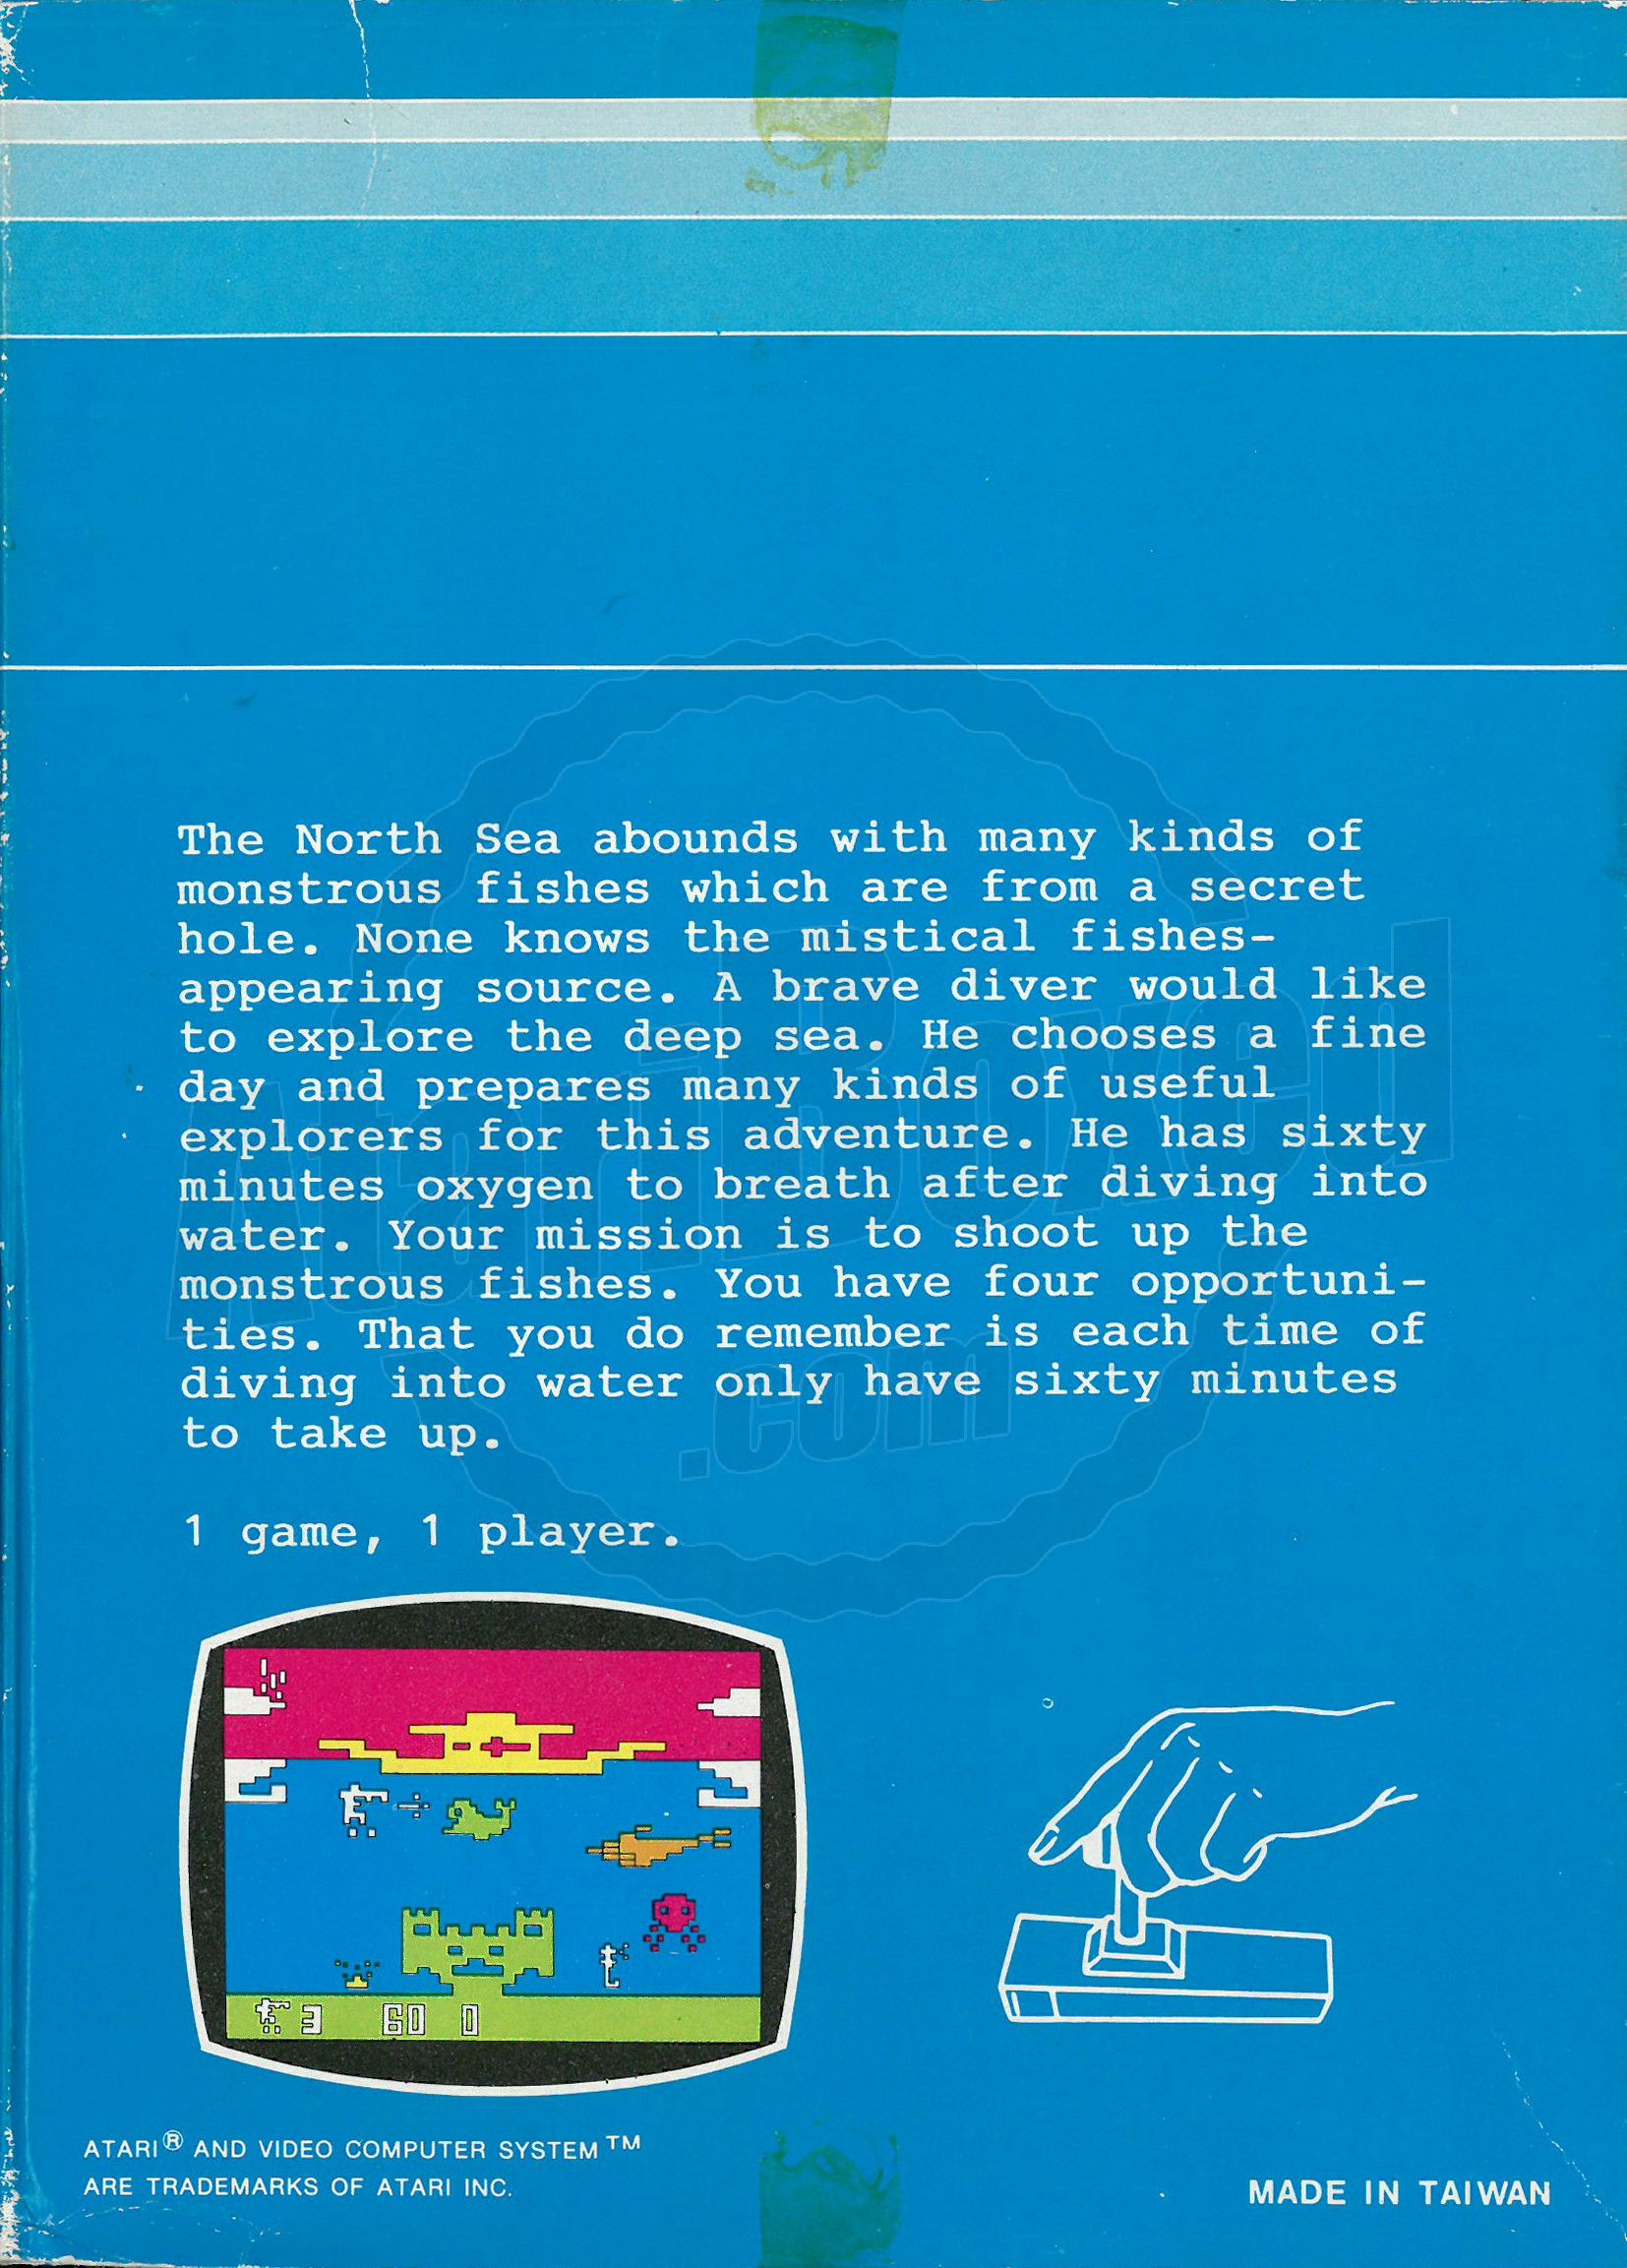 The North Sea abounds with many kinds of
monstrous fishes which are from a secret
hole. None knows the mistical fishes-
appearing source. A brave diver would like
to explore the deep sea. He chooses a fine
day and prepares many kinds of useful
explorers for this adventure. He has sixty
minutes oxygen to breath after diving into
water. Your mission is to shoot up the
monstrous fishes. You have four opportuni-
ties. That you do remember is each time of
diving into water only have sixty minutes
to take up.
1 game, 1 player.
3 60 0
ATARI® AND VIDEO COMPUTER SYSTEM™
ARE TRADEMARKS OF ATARI INC.
MADE IN TAIWAN
AtariBoxed
.com